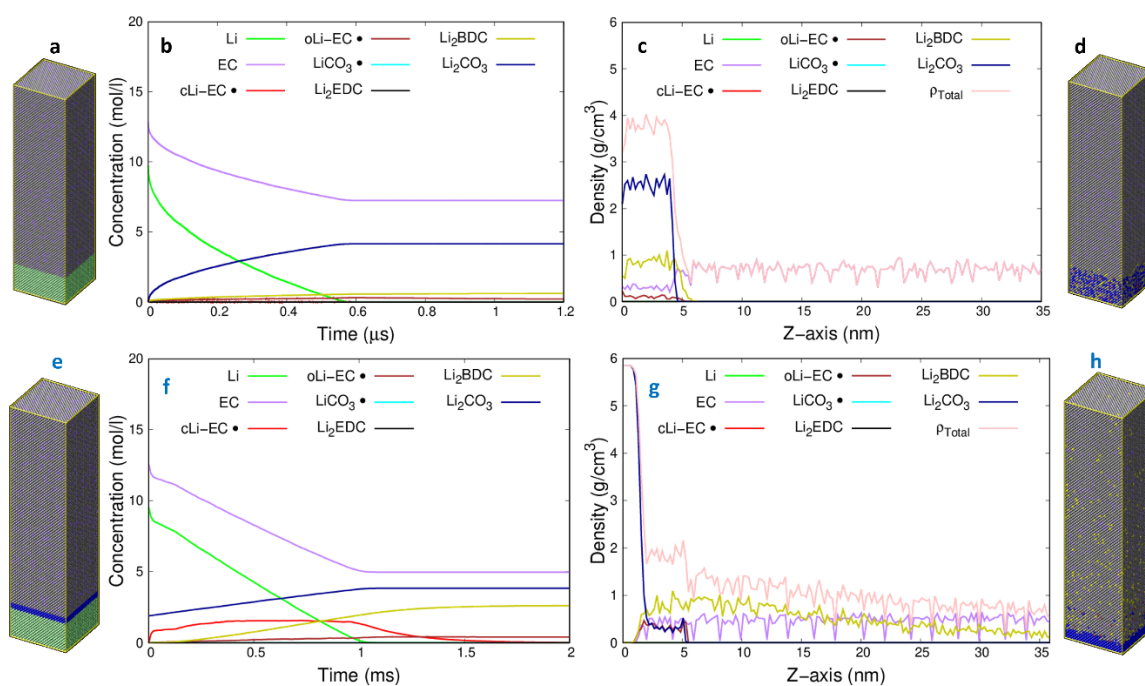 a
b
c
d
Concentration (mol/l)
20
15
10
5
0
Li
EC
cLi−EC •
oLi−EC •
LiCO₃ •
Li₂EDC
Li₂BDC
Li₂CO₃
0 0.2 0.4 0.6 0.8 1 1.2
Time (μs)
Density (g/cm³)
6
5
4
3
2
1
0
Li
EC
cLi−EC •
oLi−EC •
LiCO₃ •
Li₂EDC
Li₂BDC
Li₂CO₃
ρTotal
0 5 10 15 20 25 30 35
Z−axis (nm)
e
f
g
h
Concentration (mol/l)
20
15
10
5
0
Li
EC
cLi−EC •
oLi−EC •
LiCO₃ •
Li₂EDC
Li₂BDC
Li₂CO₃
0 0.5 1 1.5 2
Time (ms)
Density (g/cm³)
6
5
4
3
2
1
0
Li
EC
cLi−EC •
oLi−EC •
LiCO₃ •
Li₂EDC
Li₂BDC
Li₂CO₃
ρTotal
0 5 10 15 20 25 30 35
Z−axis (nm)